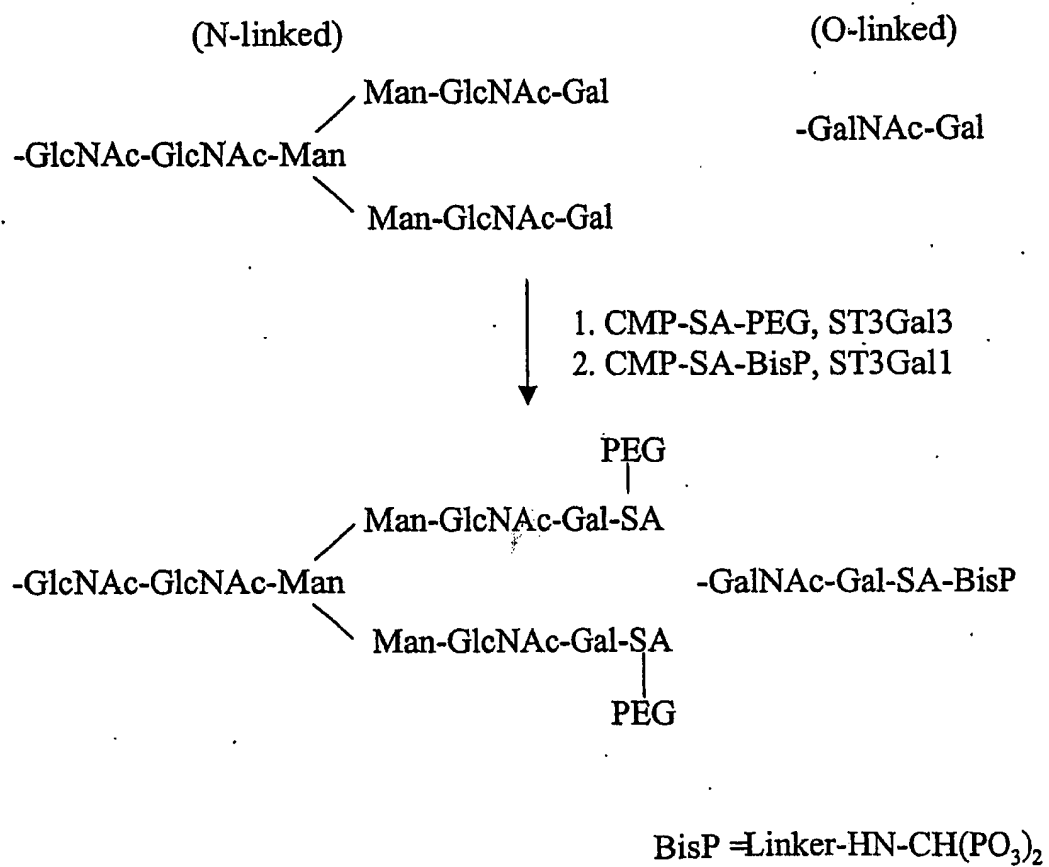 (N-linked)
(O-linked)
Man-GlcNAc-Gal
-GalNAc-Gal
-GlcNAc-GlcNAc-Man
Man-GlcNAc-Gal
1. CMP-SA-PEG, ST3Gal3
2. CMP-SA-BisP, ST3Gal1
PEG
Man-GlcNAc-Gal-SA
-GlcNAc-GlcNAc-Man
-GalNAc-Gal-SA-BisP
Man-GlcNAc-Gal-SA
PEG
BisP =Linker-HN-CH(PO₃)₂